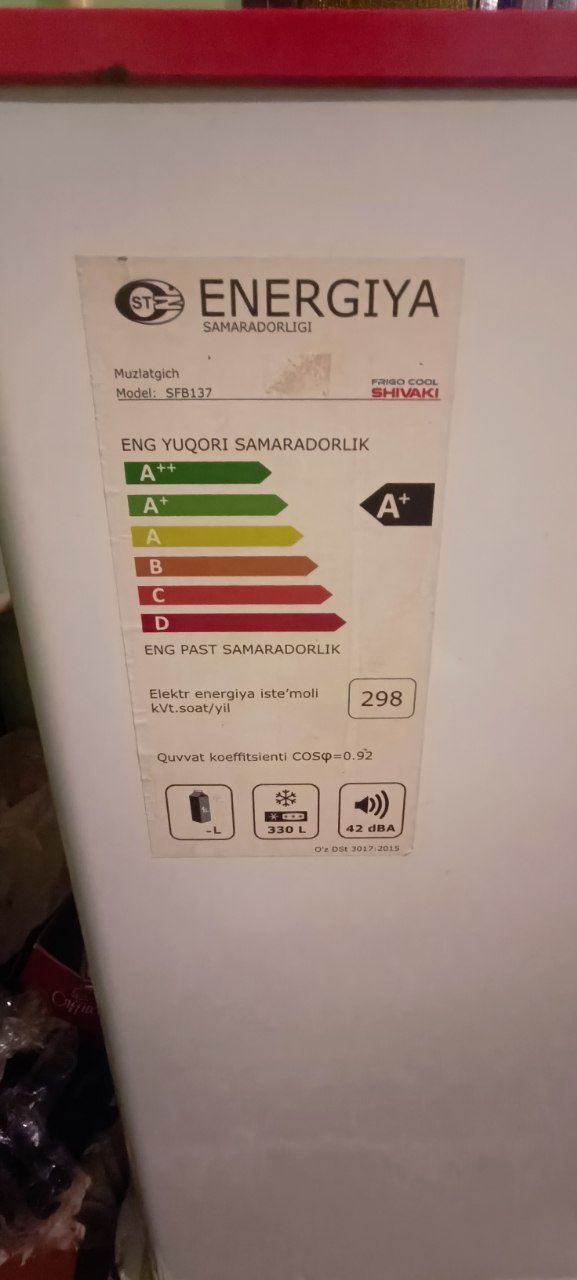 ST
ENERGIYA
SAMARADORLIGI
Muzlatgich
Model: SFB137
FRIGO COOL
SHIVAKI
ENG YUQORI SAMARADORLIK
A++
A+
A+
A
B
C
D
ENG PAST SAMARADORLIK
Elektr energiya iste’moli
kVt.soat/yil
298
Quvvat koeffitsienti COSφ=0.92
-L
330 L
42 dBA
O'z DSt 3017:2015